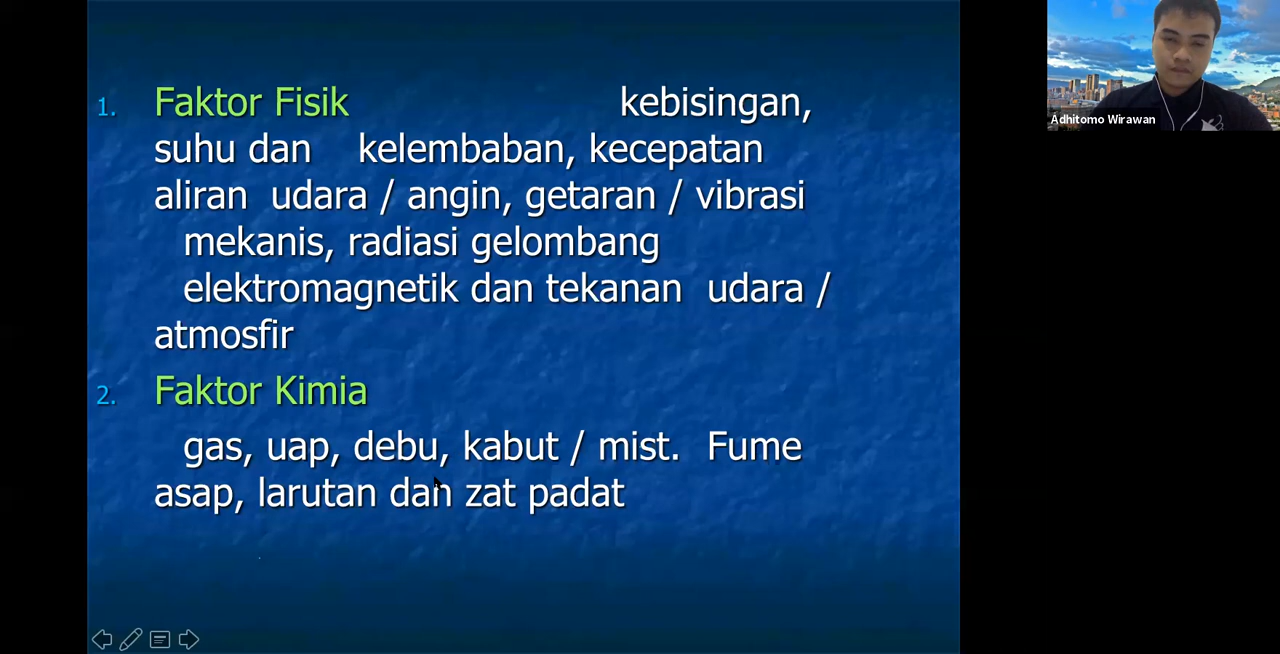 1. Faktor Fisik kebisingan,
suhu dan kelembaban, kecepatan
aliran udara / angin, getaran / vibrasi
mekanis, radiasi gelombang
elektromagnetik dan tekanan udara /
atmosfir
2. Faktor Kimia
gas, uap, debu, kabut / mist. Fume
asap, larutan dan zat padat
Adhitomo Wirawan